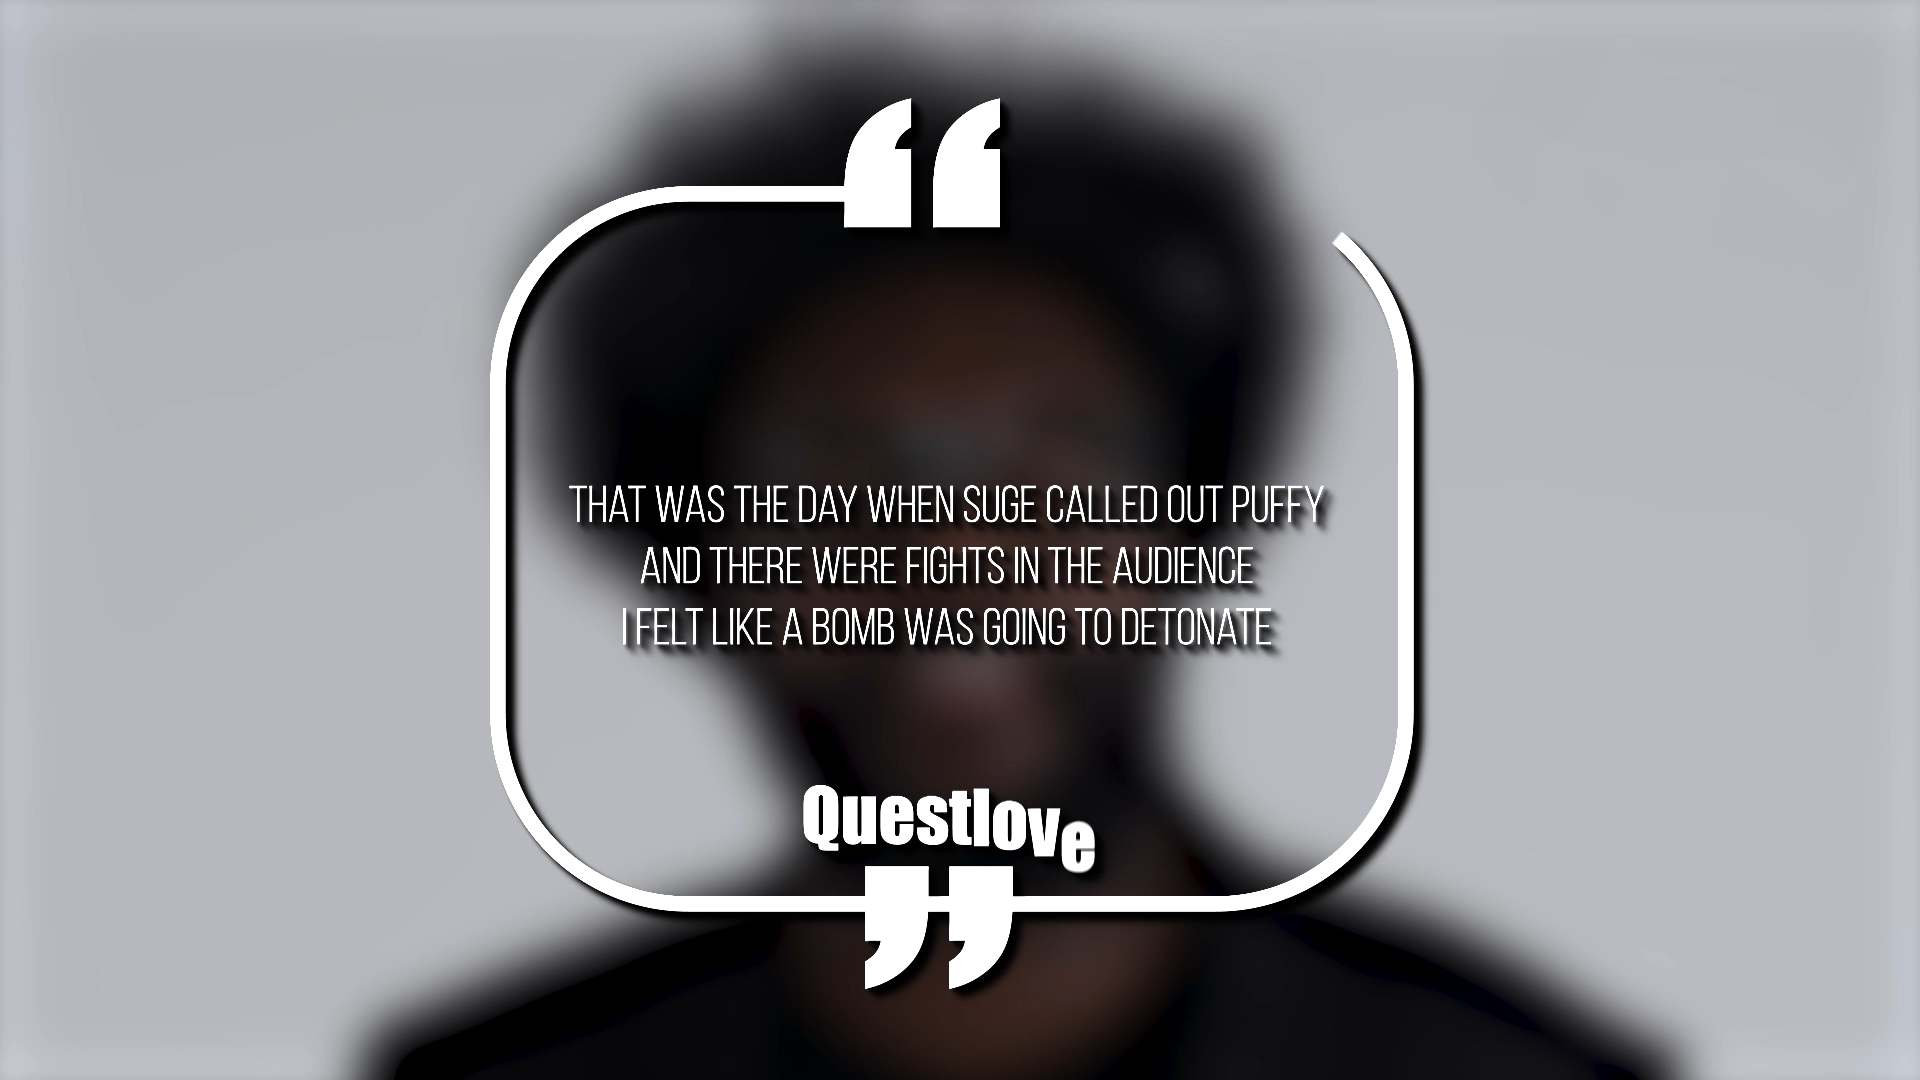 THAT WAS THE DAY WHEN SUGE CALLED OUT PUFFY
AND THERE WERE FIGHTS IN THE AUDIENCE
I FELT LIKE A BOMB WAS GOING TO DETONATE
Questlove